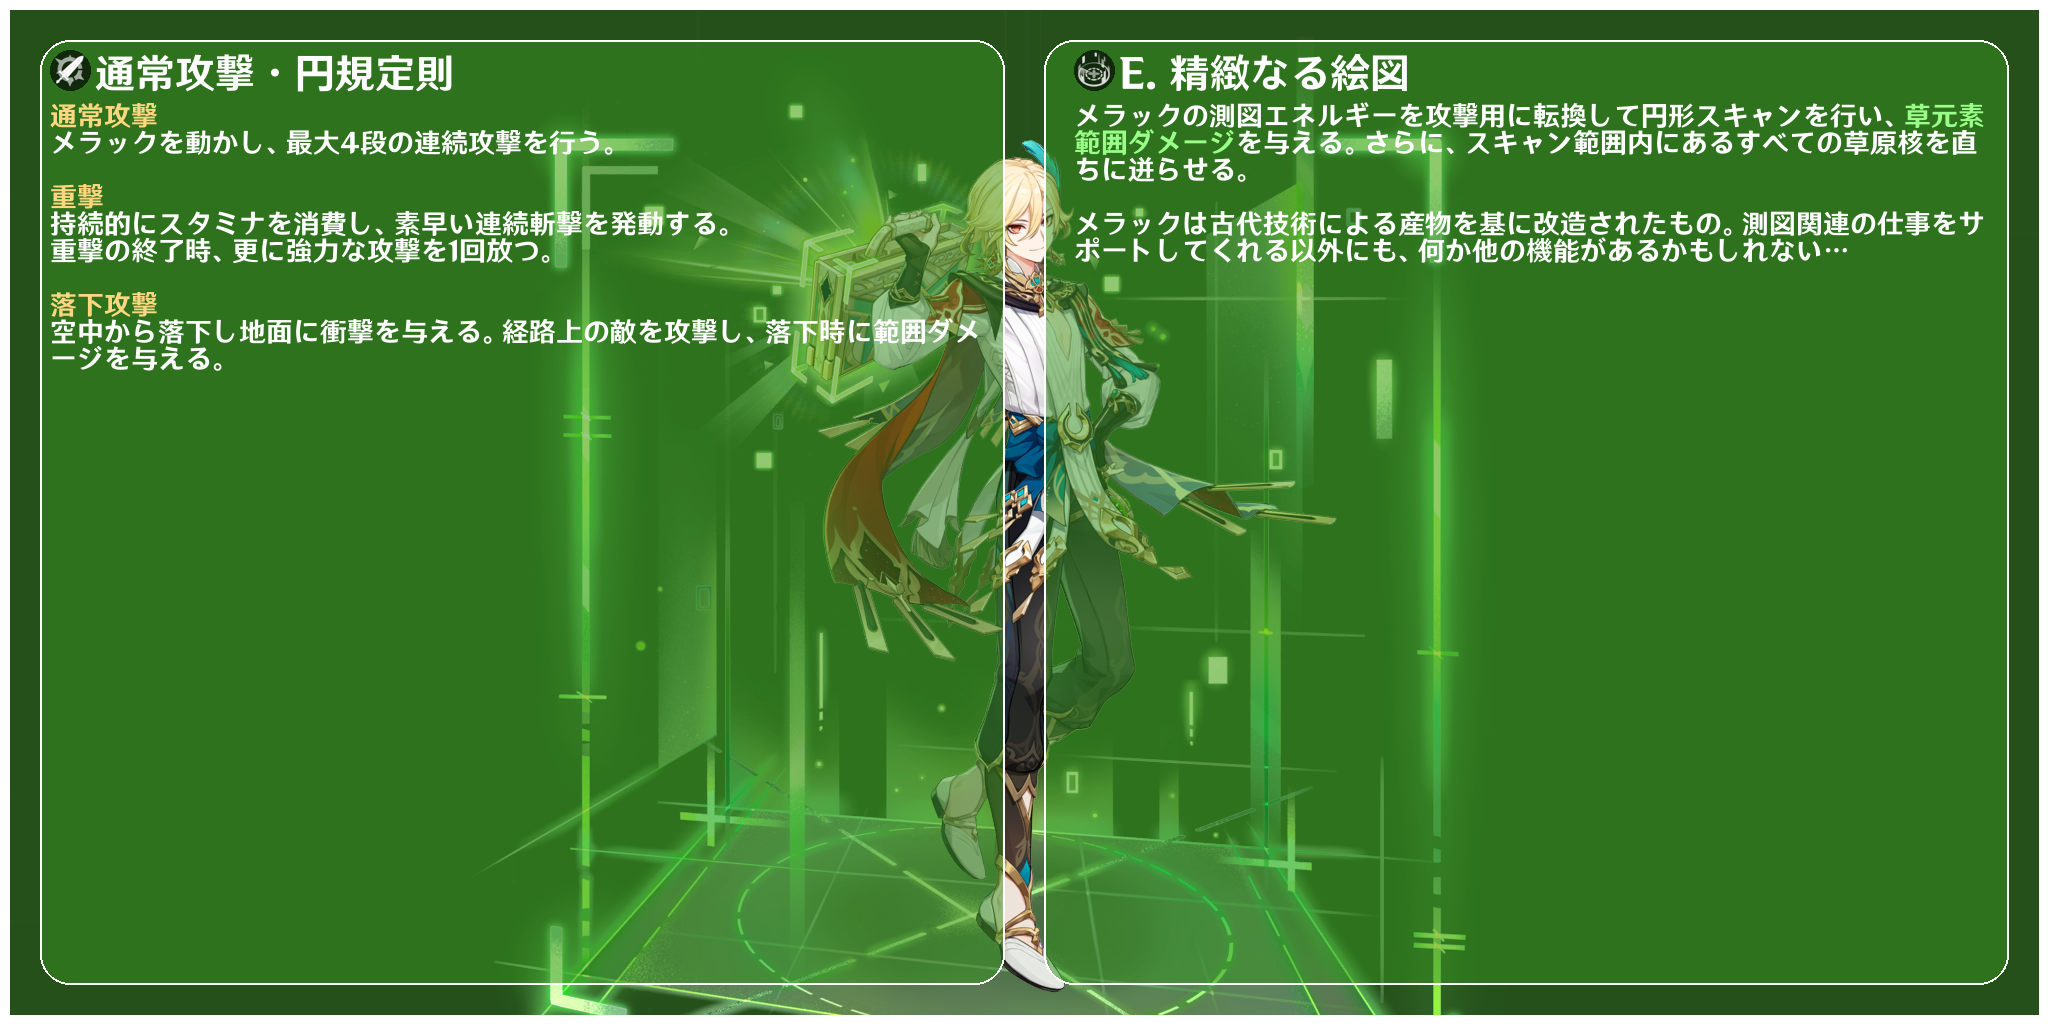 通常攻撃・円規定則
通常攻撃
メラックを動かし、最大4段の連続攻撃を行う。
重撃
持続的にスタミナを消費し、素早い連続斬撃を発動する。
重撃の終了時、更に強力な攻撃を1回放つ。
落下攻撃
空中から落下し地面に衝撃を与える。経路上の敵を攻撃し、落下時に範囲ダメ
ージを与える。
E. 精緻なる絵図
メラックの測図エネルギーを攻撃用に転換して円形スキャンを行い、草元素
範囲ダメージを与える。さらに、スキャン範囲内にあるすべての草原核を直
ちに迸らせる。
メラックは古代技術による産物を基に改造されたもの。測図関連の仕事をサ
ポートしてくれる以外にも、何か他の機能があるかもしれない…